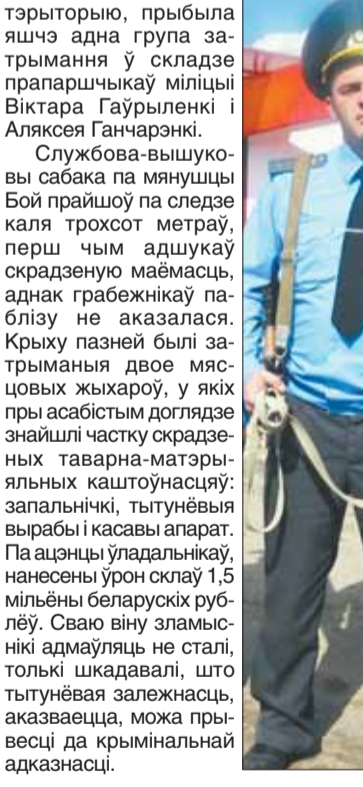 тэрыторыю, прыбыла
яшчэ адна група за-
трымання ў складзе
прапаршчыкаў міліцыі
Віктара Гаўрыленкі і
Аляксея Ганчарэнкі.
Службова-вышуко-
вы сабака па мянушцы
Бой прайшоў па следзе
каля трохсот метраў,
перш чым адшукаў
скрадзеную маёмасць,
аднак грабежнікаў па-
блізу не аказалася.
Крыху пазней былі за-
трыманыя двое мяс-
цовых жыхароў, у якіх
пры асабістым доглядзе
знайшлі частку скрадзе-
ных таварна-матэры-
яльных каштоўнасцяў:
запальнічкі, тытунёвыя
вырабы і касавы апарат.
Па ацэнцы ўладальнікаў,
нанесены ўрон склаў 1,5
мільёны беларускіх руб-
лёў. Сваю віну зламыс-
нікі адмаўляць не сталі,
толькі шкадавалі, што
тытунёвая залежнасць,
аказваецца, можа пры-
весці да крымінальнай
адказнасці.